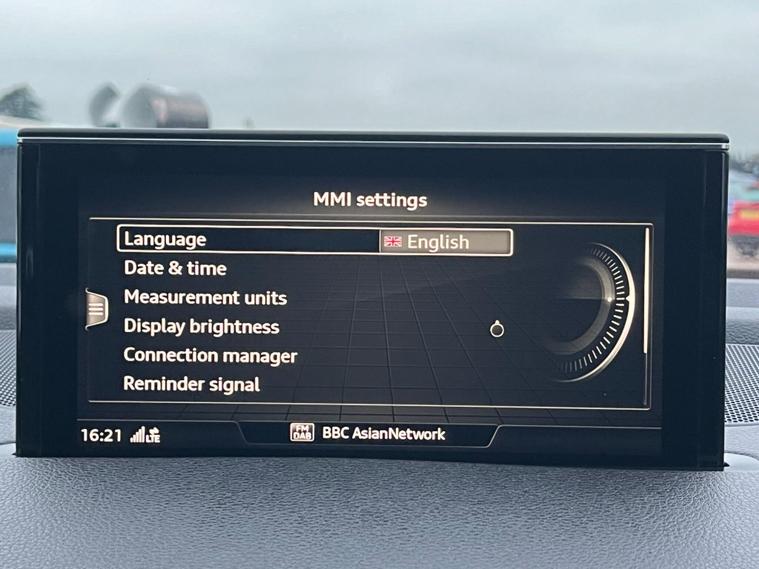 MMI settings
Language English
Date & time
Measurement units
Display brightness
Connection manager
Reminder signal
16:21 LTE FM DAB BBC AsianNetwork